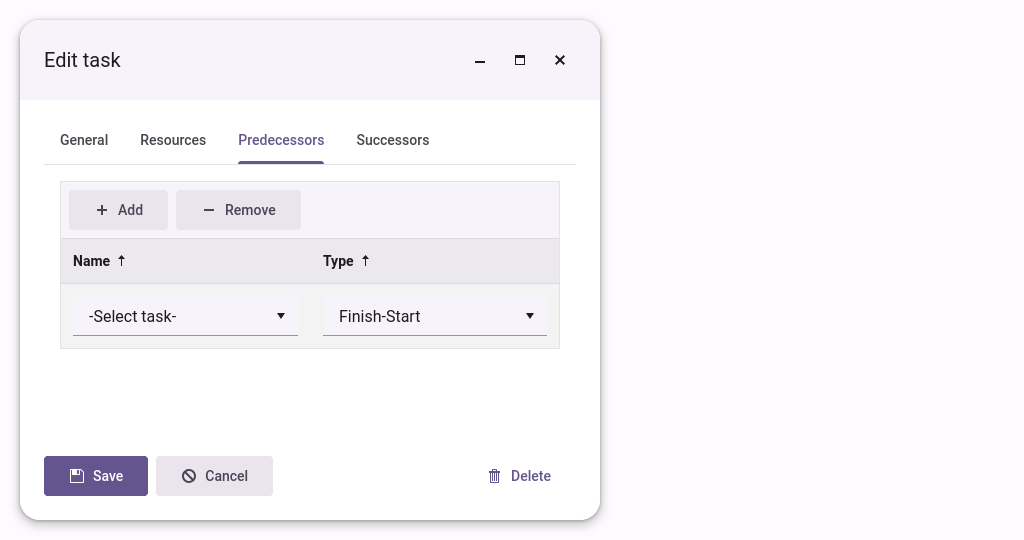 Edit task
General Resources Predecessors Successors
Add Remove
Name Type
-Select task- Finish-Start
Save Cancel Delete